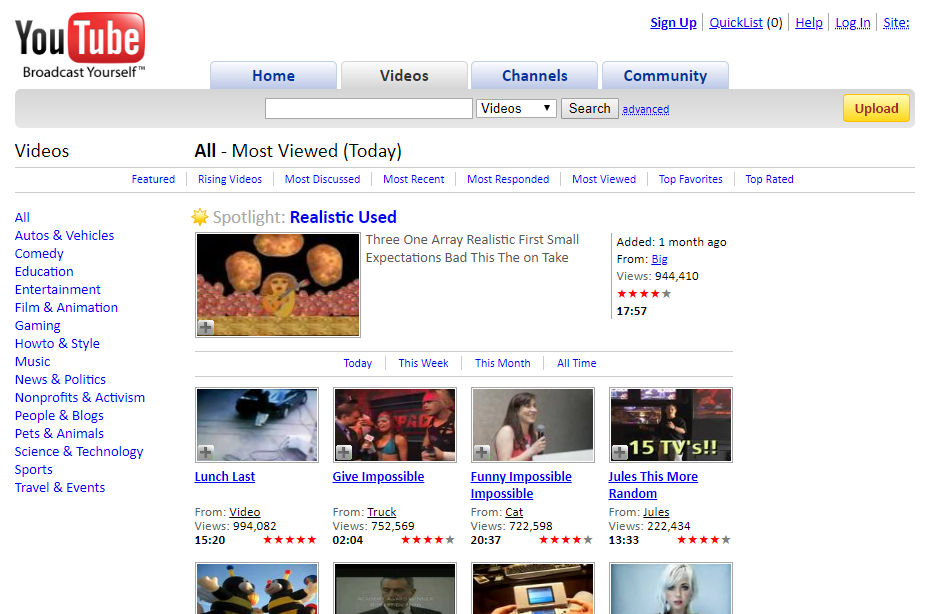 YouTube
Broadcast Yourself™
Sign Up QuickList (0) Help Log In Site:
Home Videos Channels Community
Videos ▼ Search advanced Upload
Videos All - Most Viewed (Today)
Featured Rising Videos Most Discussed Most Recent Most Responded Most Viewed Top Favorites Top Rated
All
Autos & Vehicles
Comedy
Education
Entertainment
Film & Animation
Gaming
Howto & Style
Music
News & Politics
Nonprofits & Activism
People & Blogs
Pets & Animals
Science & Technology
Sports
Travel & Events
Spotlight: Realistic Used
Three One Array Realistic First Small
Expectations Bad This The on Take
Added: 1 month ago
From: Big
Views: 944,410
★★★★★
17:57
Today This Week This Month All Time
15 TV's!!
Lunch Last
From: Video
Views: 994,082
15:20 ★★★★★
Give Impossible
From: Truck
Views: 752,569
02:04 ★★★★★
Funny Impossible
Impossible
From: Cat
Views: 722,598
20:37 ★★★★★
Jules This More
Random
From: Jules
Views: 222,434
13:33 ★★★★★